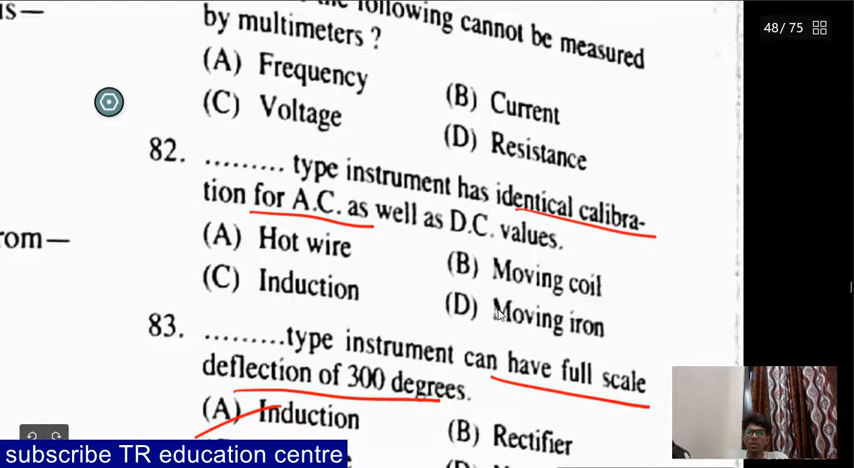 is—
the following cannot be measured
by multimeters ?
(A) Frequency
(B) Current
(C) Voltage
(D) Resistance
82. ......... type instrument has identical calibra-
tion for A.C. as well as D.C. values.
(A) Hot wire
(B) Moving coil
(C) Induction
(D) Moving iron
rom—
83. .........type instrument can have full scale
deflection of 300 degrees.
(A) Induction
(B) Rectifier
48/75
subscribe TR education centre